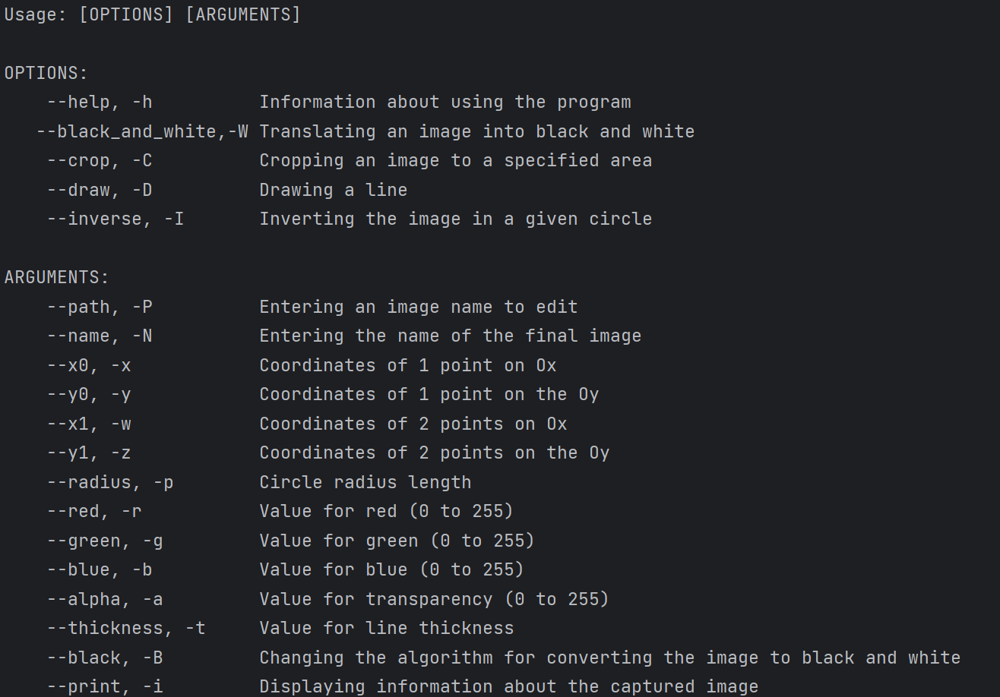 Usage: [OPTIONS] [ARGUMENTS]
OPTIONS:
--help, -h Information about using the program
--black_and_white,-W Translating an image into black and white
--crop, -C Cropping an image to a specified area
--draw, -D Drawing a line
--inverse, -I Inverting the image in a given circle
ARGUMENTS:
--path, -P Entering an image name to edit
--name, -N Entering the name of the final image
--x0, -x Coordinates of 1 point on Ox
--y0, -y Coordinates of 1 point on the Oy
--x1, -w Coordinates of 2 points on Ox
--y1, -z Coordinates of 2 points on the Oy
--radius, -p Circle radius length
--red, -r Value for red (0 to 255)
--green, -g Value for green (0 to 255)
--blue, -b Value for blue (0 to 255)
--alpha, -a Value for transparency (0 to 255)
--thickness, -t Value for line thickness
--black, -B Changing the algorithm for converting the image to black and white
--print, -i Displaying information about the captured image